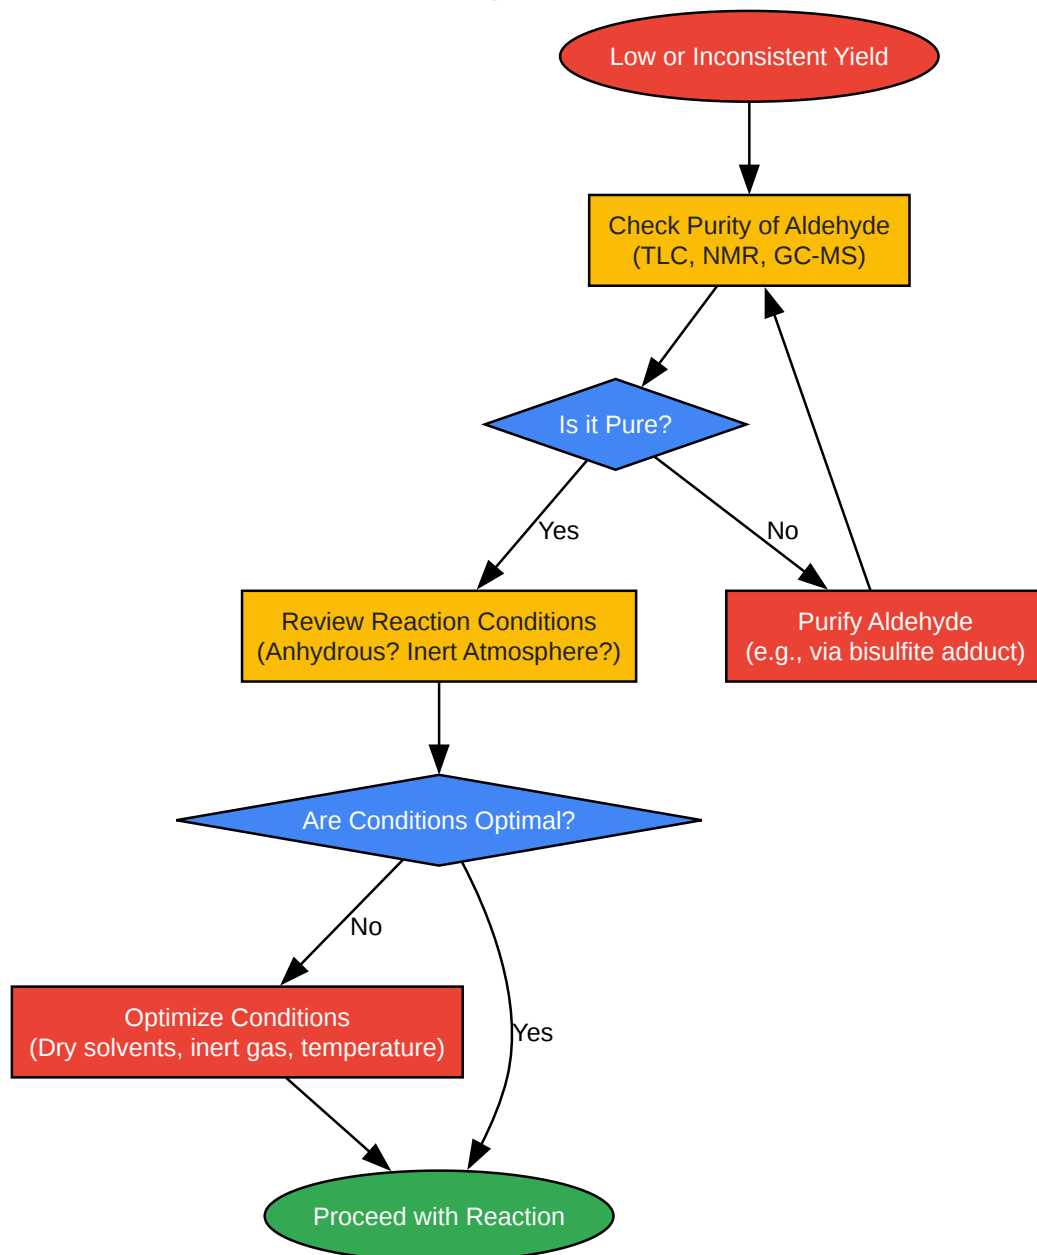 Low or Inconsistent Yield
Check Purity of Aldehyde
(TLC, NMR, GC-MS)
Is it Pure?
Yes
No
Review Reaction Conditions
(Anhydrous? Inert Atmosphere?)
Purify Aldehyde
(e.g., via bisulfite adduct)
Are Conditions Optimal?
No
Optimize Conditions
(Dry solvents, inert gas, temperature)
Yes
Proceed with Reaction